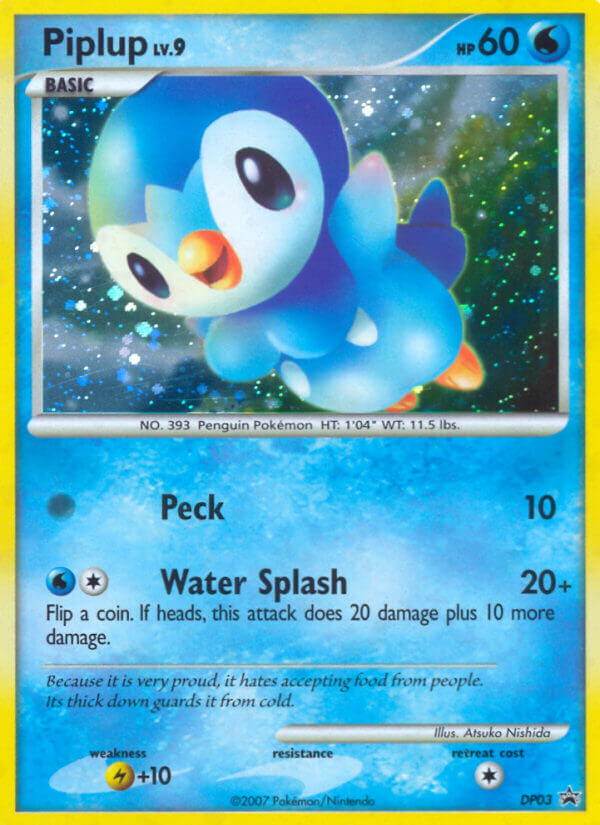 Piplup LV.9 HP 60
BASIC
NO. 393 Penguin Pokémon HT: 1'04" WT: 11.5 lbs.
Peck 10
Water Splash 20+
Flip a coin. If heads, this attack does 20 damage plus 10 more
damage.
Because it is very proud, it hates accepting food from people.
Its thick down guards it from cold.
Illus. Atsuko Nishida
weakness resistance retreat cost
+10
©2007 Pokémon/Nintendo DP03